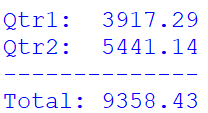 Qtr1:  3917.29
Qtr2:  5441.14
--------------
Total: 9358.43